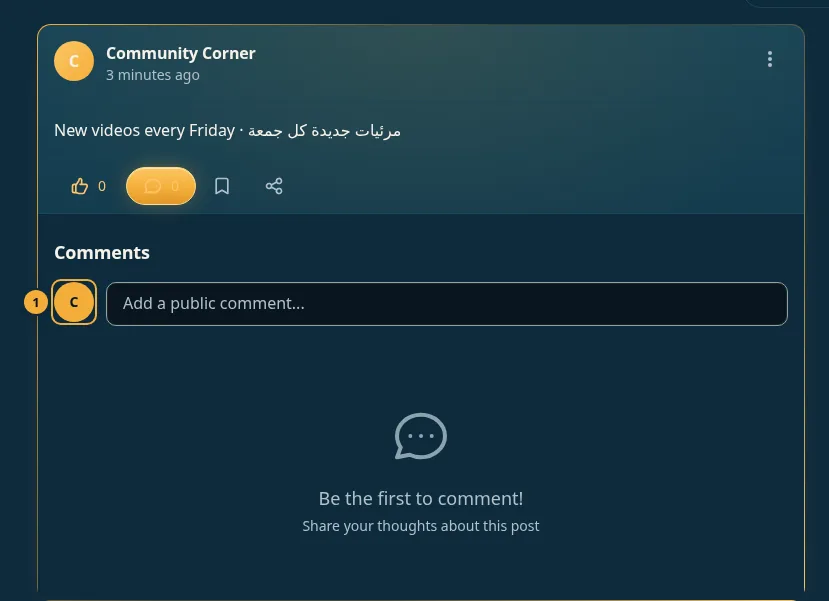 C
Community Corner
3 minutes ago
New videos every Friday · مرئيات جديدة كل جمعة
0
0
Comments
1
C
Add a public comment...
Be the first to comment!
Share your thoughts about this post